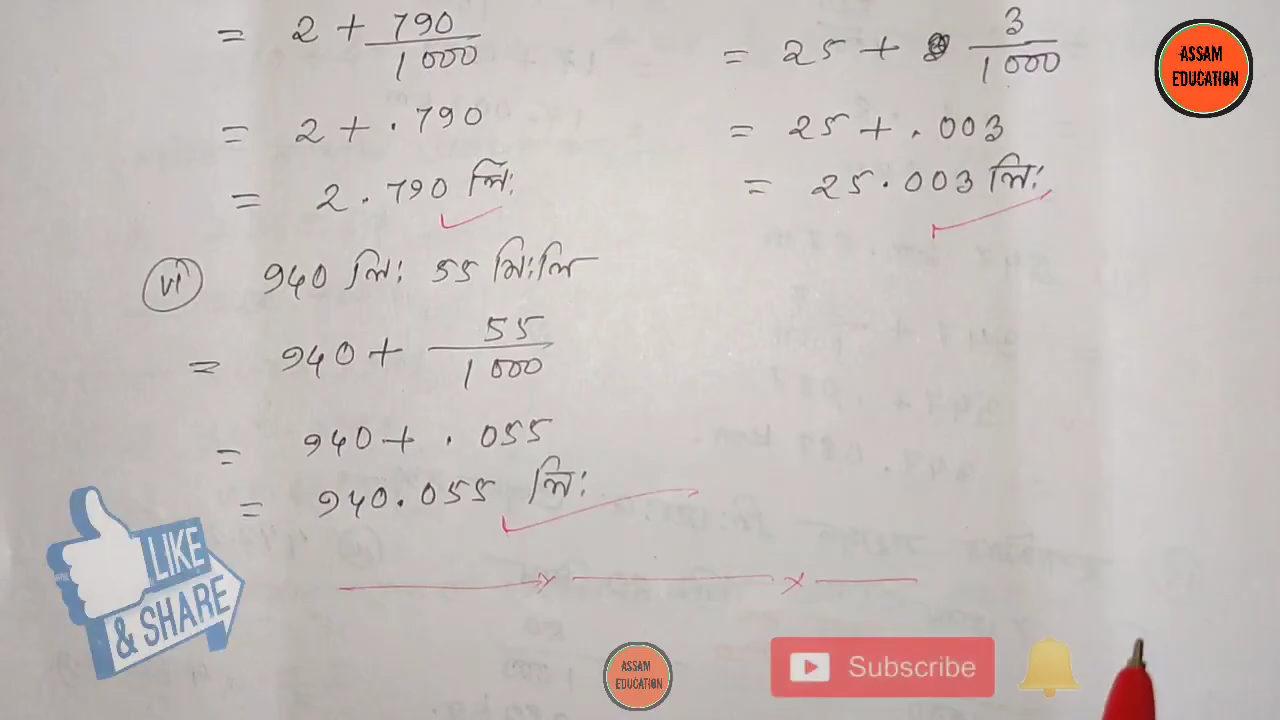 = 2 + 790/1000
= 2 + .790
= 2.790 লি:
= 25 + 3/1000
= 25 + .003
= 25.003 লি:
vi 940 লি: 55 মি:লি
= 940 + 55/1000
= 940 + .055
= 940.055 লি:
ASSAM
EDUCATION
LIKE
& SHARE
ASSAM
EDUCATION
Subscribe